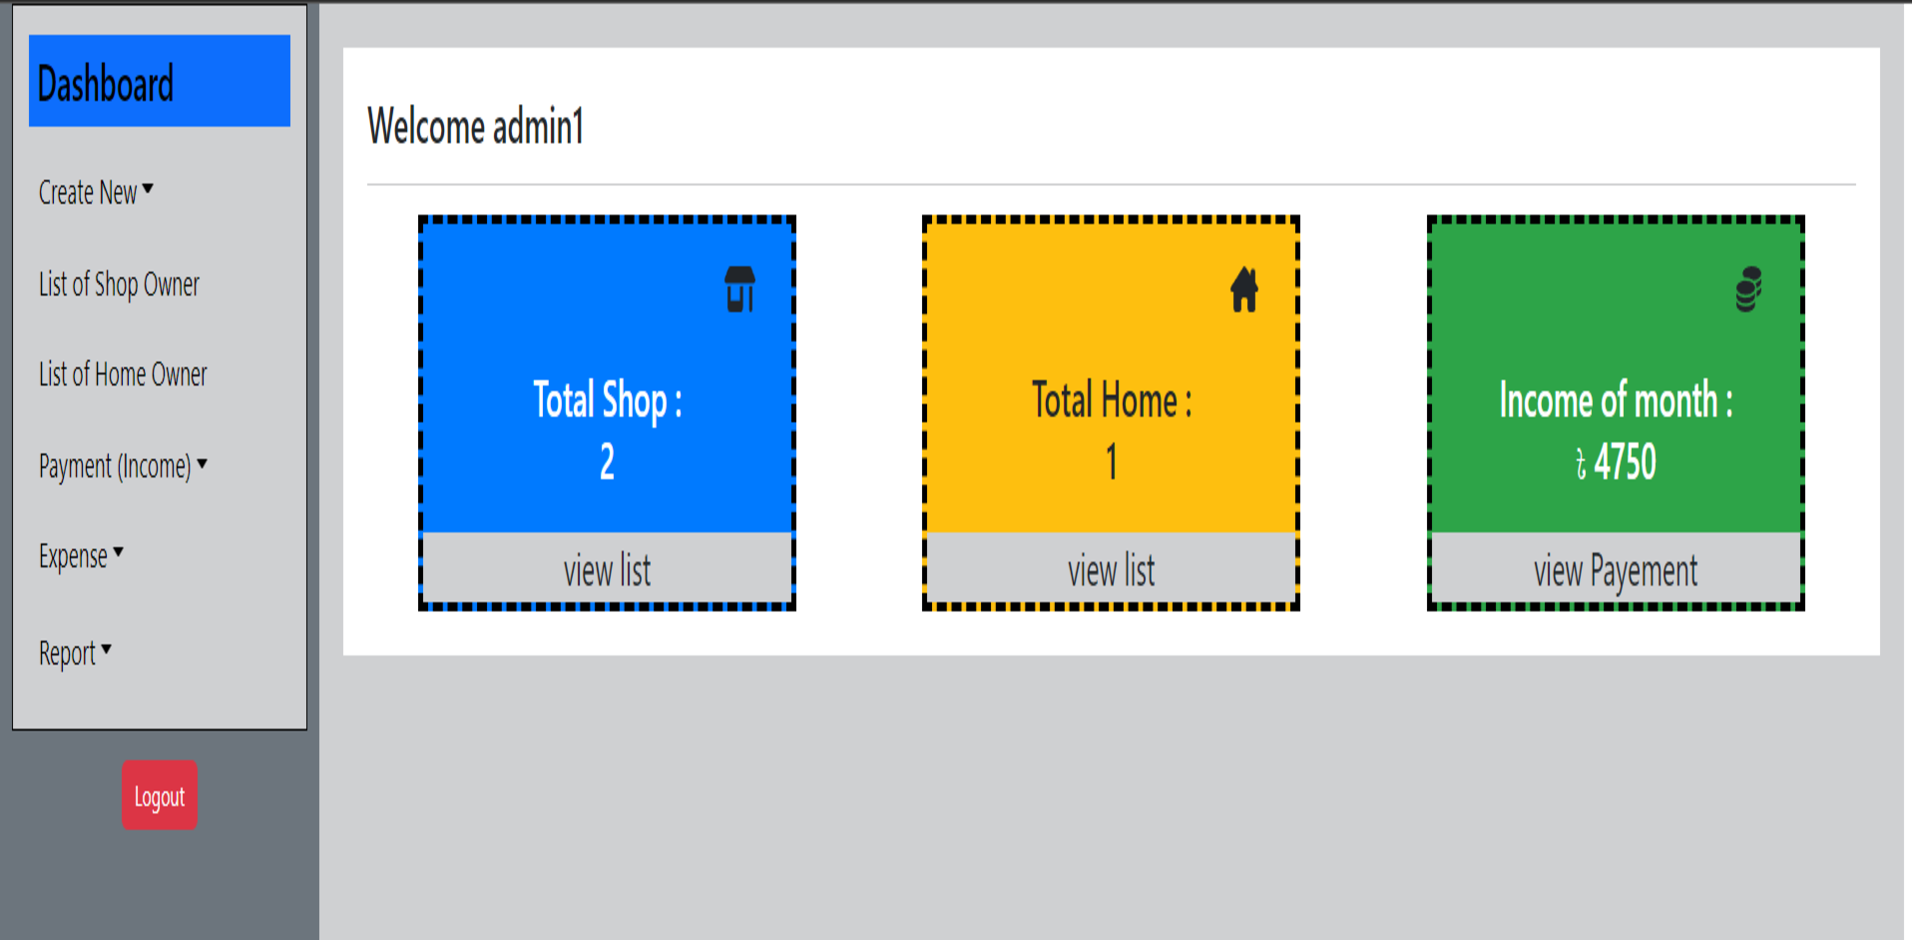 Dashboard
Create New
List of Shop Owner
List of Home Owner
Payment (Income)
Expense
Report
Logout
Welcome admin1
Total Shop :
2
view list
Total Home :
1
view list
Income of month :
৳ 4750
view Payement